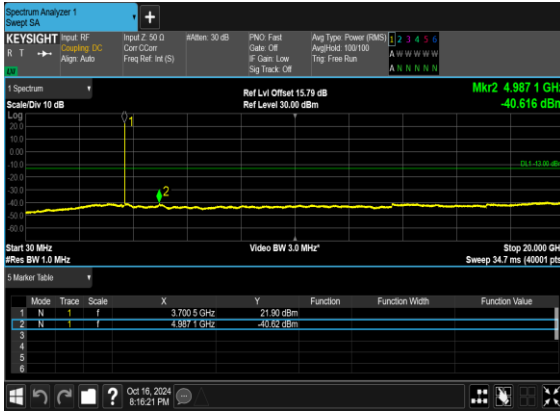 Spectrum Analyzer 1
Swept SA
+
KEYSIGHT Input: RF Input Z: 50 Ω #Atten: 30 dB PNO: Fast Avg Type: Power (RMS) 1 2 3 4 5 6
R T Coupling: DC Corr CCorr Gate: Off Avg|Hold: 100/100 A W W W W W
Align: Auto Freq Ref: Int (S) IF Gain: Low Trig: Free Run
Sig Track: Off A N N N N N
1 Spectrum Ref Lvl Offset 15.79 dB Mkr2 4.987 1 GHz
Scale/Div 10 dB Ref Level 30.00 dBm -40.616 dBm
Log
20.0
10.0
0.00
-10.0
-20.0
-30.0
-40.0
-50.0
-60.0
1
2
DL1 -13.00 dBm
Start 30 MHz Video BW 3.0 MHz* Stop 20.000 GHz
#Res BW 1.0 MHz Sweep 34.7 ms (40001 pts)
5 Marker Table
Mode Trace Scale X Y Function Function Width Function Value
1 N 1 f 3.700 5 GHz 21.90 dBm
2 N 1 f 4.987 1 GHz -40.62 dBm
3
4
5
6
? Oct 16, 2024
8:16:21 PM